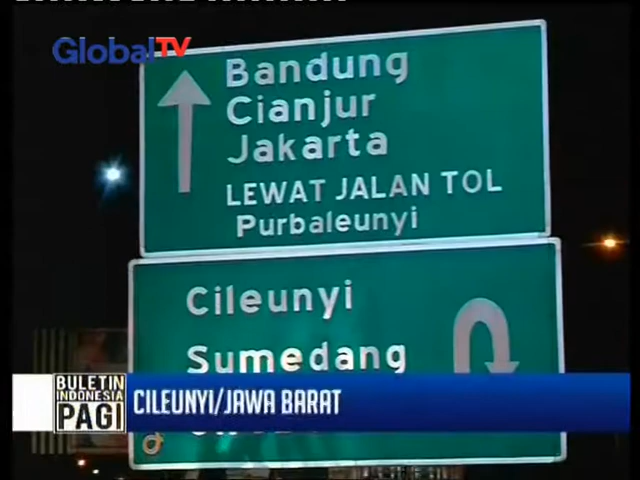 GlobalTV
Bandung
Cianjur
Jakarta
LEWAT JALAN TOL
Purbaleunyi
Cileunyi
Sumedang
BULETIN
INDONESIA
PAGI
CILEUNYI/JAWA BARAT